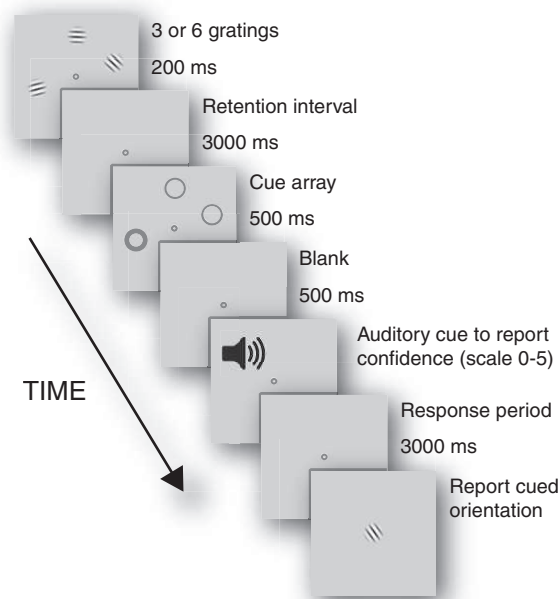 3 or 6 gratings
200 ms
Retention interval
3000 ms
Cue array
500 ms
Blank
500 ms
Auditory cue to report
confidence (scale 0-5)
TIME
Response period
3000 ms
Report cued
orientation